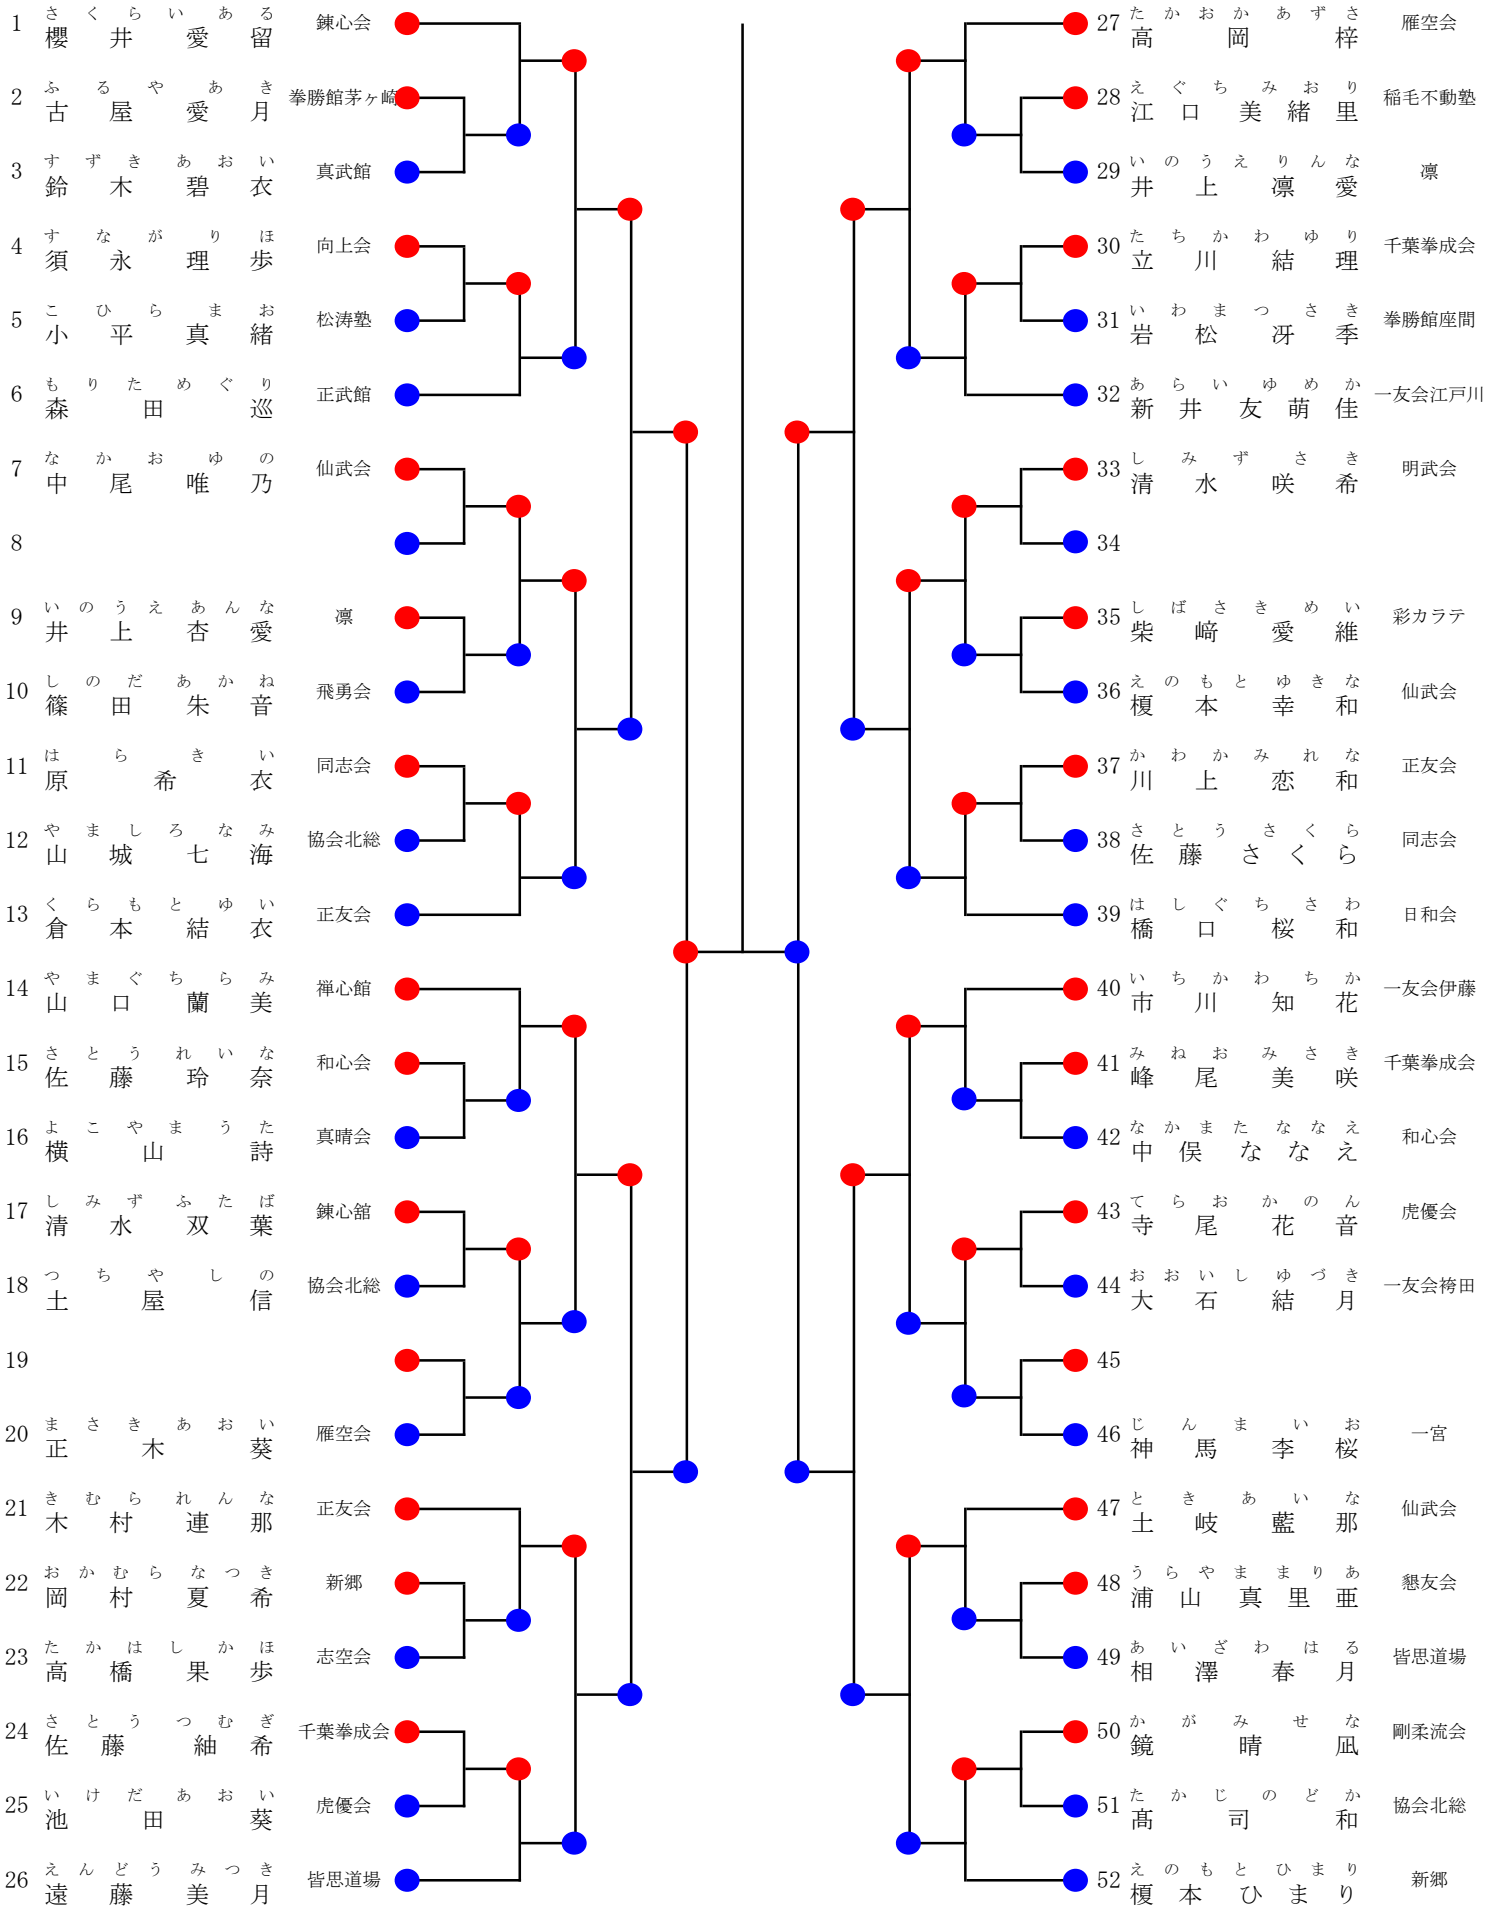 さくらいある
1 櫻井愛留 錬心会
ふるやあき
2 古屋愛月 拳勝館茅ヶ崎
すずきあおい
3 鈴木碧衣 真武館
すながりほ
4 須永理歩 向上会
こひらまお
5 小平真緒 松涛塾
もりためぐり
6 森田巡 正武館
なかおゆの
7 中尾唯乃 仙武会
8
いのうえあんな
9 井上杏愛 凛
しのだあかね
10 篠田朱音 飛勇会
はらきい
11 原希衣 同志会
やましろなみ
12 山城七海 協会北総
くらもとゆい
13 倉本結衣 正友会
やまぐちらみ
14 山口蘭美 禅心館
さとうれいな
15 佐藤玲奈 和心会
よこやまうた
16 横山詩 真晴会
しみずふたば
17 清水双葉 錬心舘
つちやしの
18 土屋信 協会北総
19
まさきあおい
20 正木葵 雁空会
きむられんな
21 木村連那 正友会
おかむらなつき
22 岡村夏希 新郷
たかはしかほ
23 高橋果歩 志空会
さとうつむぎ
24 佐藤紬希 千葉拳成会
いけだあおい
25 池田葵 虎優会
えんどうみつき
26 遠藤美月 皆思道場
たかおかあずさ
27 高岡梓 雁空会
えぐちみおり
28 江口美緒里 稲毛不動塾
いのうえりんな
29 井上凛愛 凛
たちかわゆり
30 立川結理 千葉拳成会
いわまつさき
31 岩松冴季 拳勝館座間
あらいゆめか
32 新井友萌佳 一友会江戸川
しみずさき
33 清水咲希 明武会
34
しばさきめい
35 柴﨑愛維 彩カラテ
えのもとゆきな
36 榎本幸和 仙武会
かわかみれな
37 川上恋和 正友会
さとうさくら
38 佐藤さくら 同志会
はしぐちさわ
39 橋口桜和 日和会
いちかわちか
40 市川知花 一友会伊藤
みねおみさき
41 峰尾美咲 千葉拳成会
なかまたななえ
42 中俣ななえ 和心会
てらおかのん
43 寺尾花音 虎優会
おおいしゆづき
44 大石結月 一友会袴田
45
じんまいお
46 神馬李桜 一宮
ときあいな
47 土岐藍那 仙武会
うらやままりあ
48 浦山真里亜 懇友会
あいざわはる
49 相澤春月 皆思道場
かがみせな
50 鏡晴凪 剛柔流会
たかじのどか
51 髙司和 協会北総
えのもとひまり
52 榎本ひまり 新郷